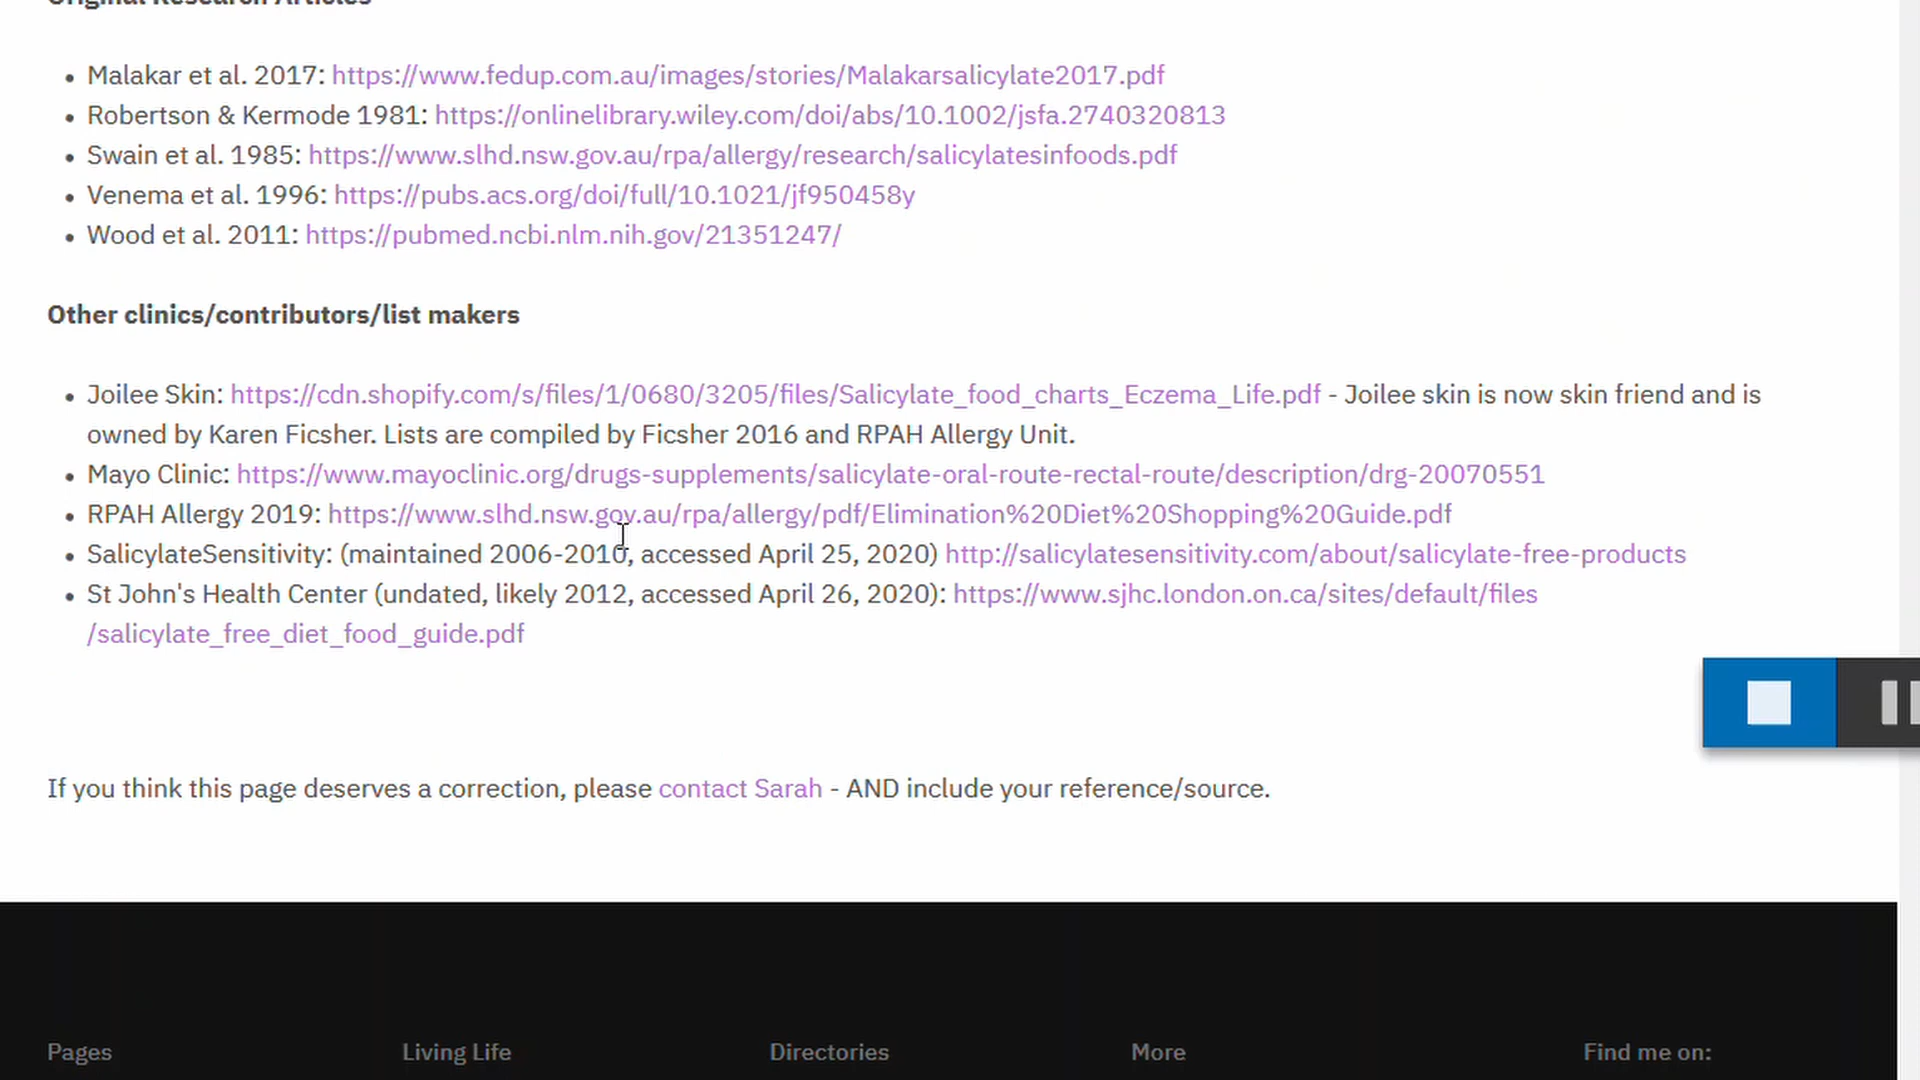 Original Research Articles
Malakar et al. 2017: https://www.fedup.com.au/images/stories/Malakarsalicylate2017.pdf
Robertson & Kermode 1981: https://onlinelibrary.wiley.com/doi/abs/10.1002/jsfa.2740320813
Swain et al. 1985: https://www.slhd.nsw.gov.au/rpa/allergy/research/salicylatesinfoods.pdf
Venema et al. 1996: https://pubs.acs.org/doi/full/10.1021/jf950458y
Wood et al. 2011: https://pubmed.ncbi.nlm.nih.gov/21351247/
Other clinics/contributors/list makers
Joilee Skin: https://cdn.shopify.com/s/files/1/0680/3205/files/Salicylate_food_charts_Eczema_Life.pdf - Joilee skin is now skin friend and is
owned by Karen Ficsher. Lists are compiled by Ficsher 2016 and RPAH Allergy Unit.
Mayo Clinic: https://www.mayoclinic.org/drugs-supplements/salicylate-oral-route-rectal-route/description/drg-20070551
RPAH Allergy 2019: https://www.slhd.nsw.gov.au/rpa/allergy/pdf/Elimination%20Diet%20Shopping%20Guide.pdf
SalicylateSensitivity: (maintained 2006-2010, accessed April 25, 2020) http://salicylatesensitivity.com/about/salicylate-free-products
St John's Health Center (undated, likely 2012, accessed April 26, 2020): https://www.sjhc.london.on.ca/sites/default/files
/salicylate_free_diet_food_guide.pdf
If you think this page deserves a correction, please contact Sarah - AND include your reference/source.
Pages Living Life Directories More Find me on: